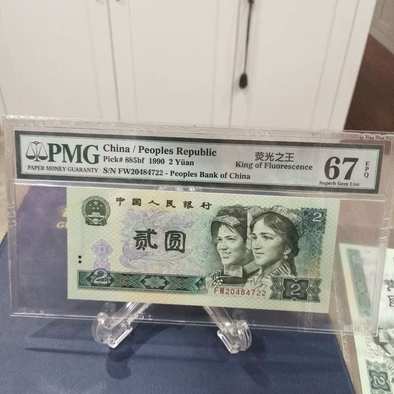 PMG
PAPER MONEY GUARANTY
China / Peoples Republic
Pick# 885bf 1990 2 Yüan
S/N FW20484722 - Peoples Bank of China
荧光之王
King of Fluorescence
67 EPQ
Superb Gem Unc
中国人民银行
贰圆
2
2
2
FW20484722